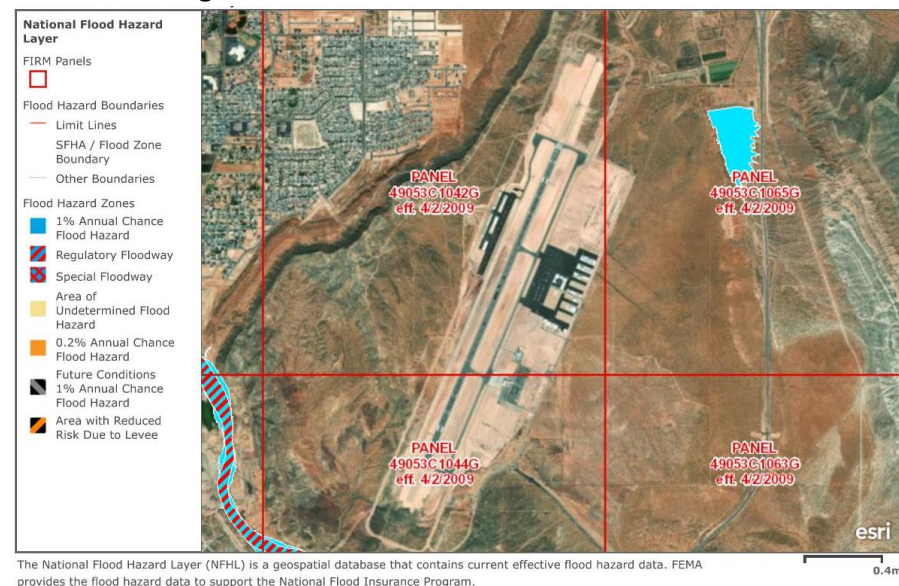 National Flood Hazard
Layer
FIRM Panels
Flood Hazard Boundaries
Limit Lines
SFHA / Flood Zone
Boundary
Other Boundaries
Flood Hazard Zones
1% Annual Chance
Flood Hazard
Regulatory Floodway
Special Floodway
Area of
Undetermined Flood
Hazard
0.2% Annual Chance
Flood Hazard
Future Conditions
1% Annual Chance
Flood Hazard
Area with Reduced
Risk Due to Levee
PANEL
49053C1042G
eff. 4/2/2009
PANEL
49053C1065G
eff. 4/2/2009
PANEL
49053C1044G
eff. 4/2/2009
PANEL
49053C1063G
eff. 4/2/2009
esri
0.4m
The National Flood Hazard Layer (NFHL) is a geospatial database that contains current effective flood hazard data. FEMA
provides the flood hazard data to support the National Flood Insurance Program.